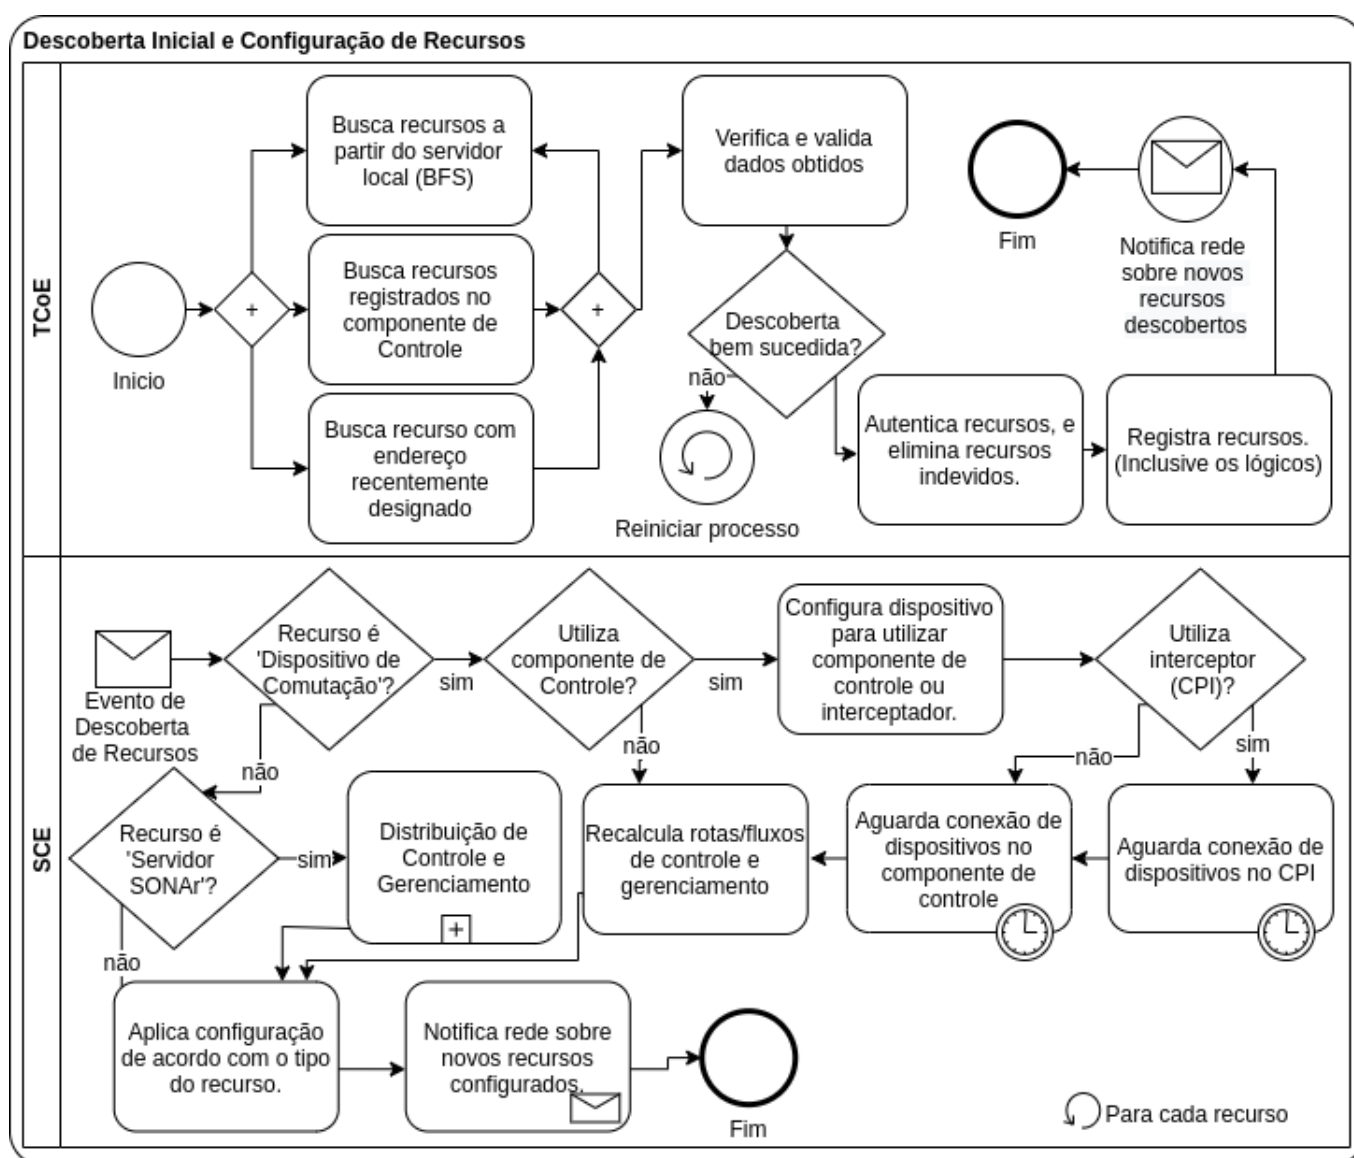 Descoberta Inicial e Configuração de Recursos
TCoE
Inicio
+
Busca recursos a
partir do servidor
local (BFS)
Busca recursos
registrados no
componente de
Controle
Busca recurso com
endereço
recentemente
designado
+
Verifica e valida
dados obtidos
Descoberta
bem sucedida?
não
Reiniciar processo
Autentica recursos, e
elimina recursos
indevidos.
Registra recursos.
(Inclusive os lógicos)
Notifica rede
sobre novos
recursos
descobertos
Fim
SCE
Evento de
Descoberta
de Recursos
Recurso é
'Dispositivo de
Comutação'?
sim
não
Utiliza
componente de
Controle?
sim
não
Configura dispositivo
para utilizar
componente de
controle ou
interceptador.
Utiliza
interceptor
(CPI)?
não
sim
Recurso é
'Servidor
SONAr'?
sim
não
Distribuição de
Controle e
Gerenciamento
+
Recalcula rotas/fluxos
de controle e
gerenciamento
Aguarda conexão de
dispositivos no
componente de
controle
Aguarda conexão de
dispositivos no CPI
Aplica configuração
de acordo com o tipo
do recurso.
Notifica rede sobre
novos recursos
configurados.
Fim
Para cada recurso